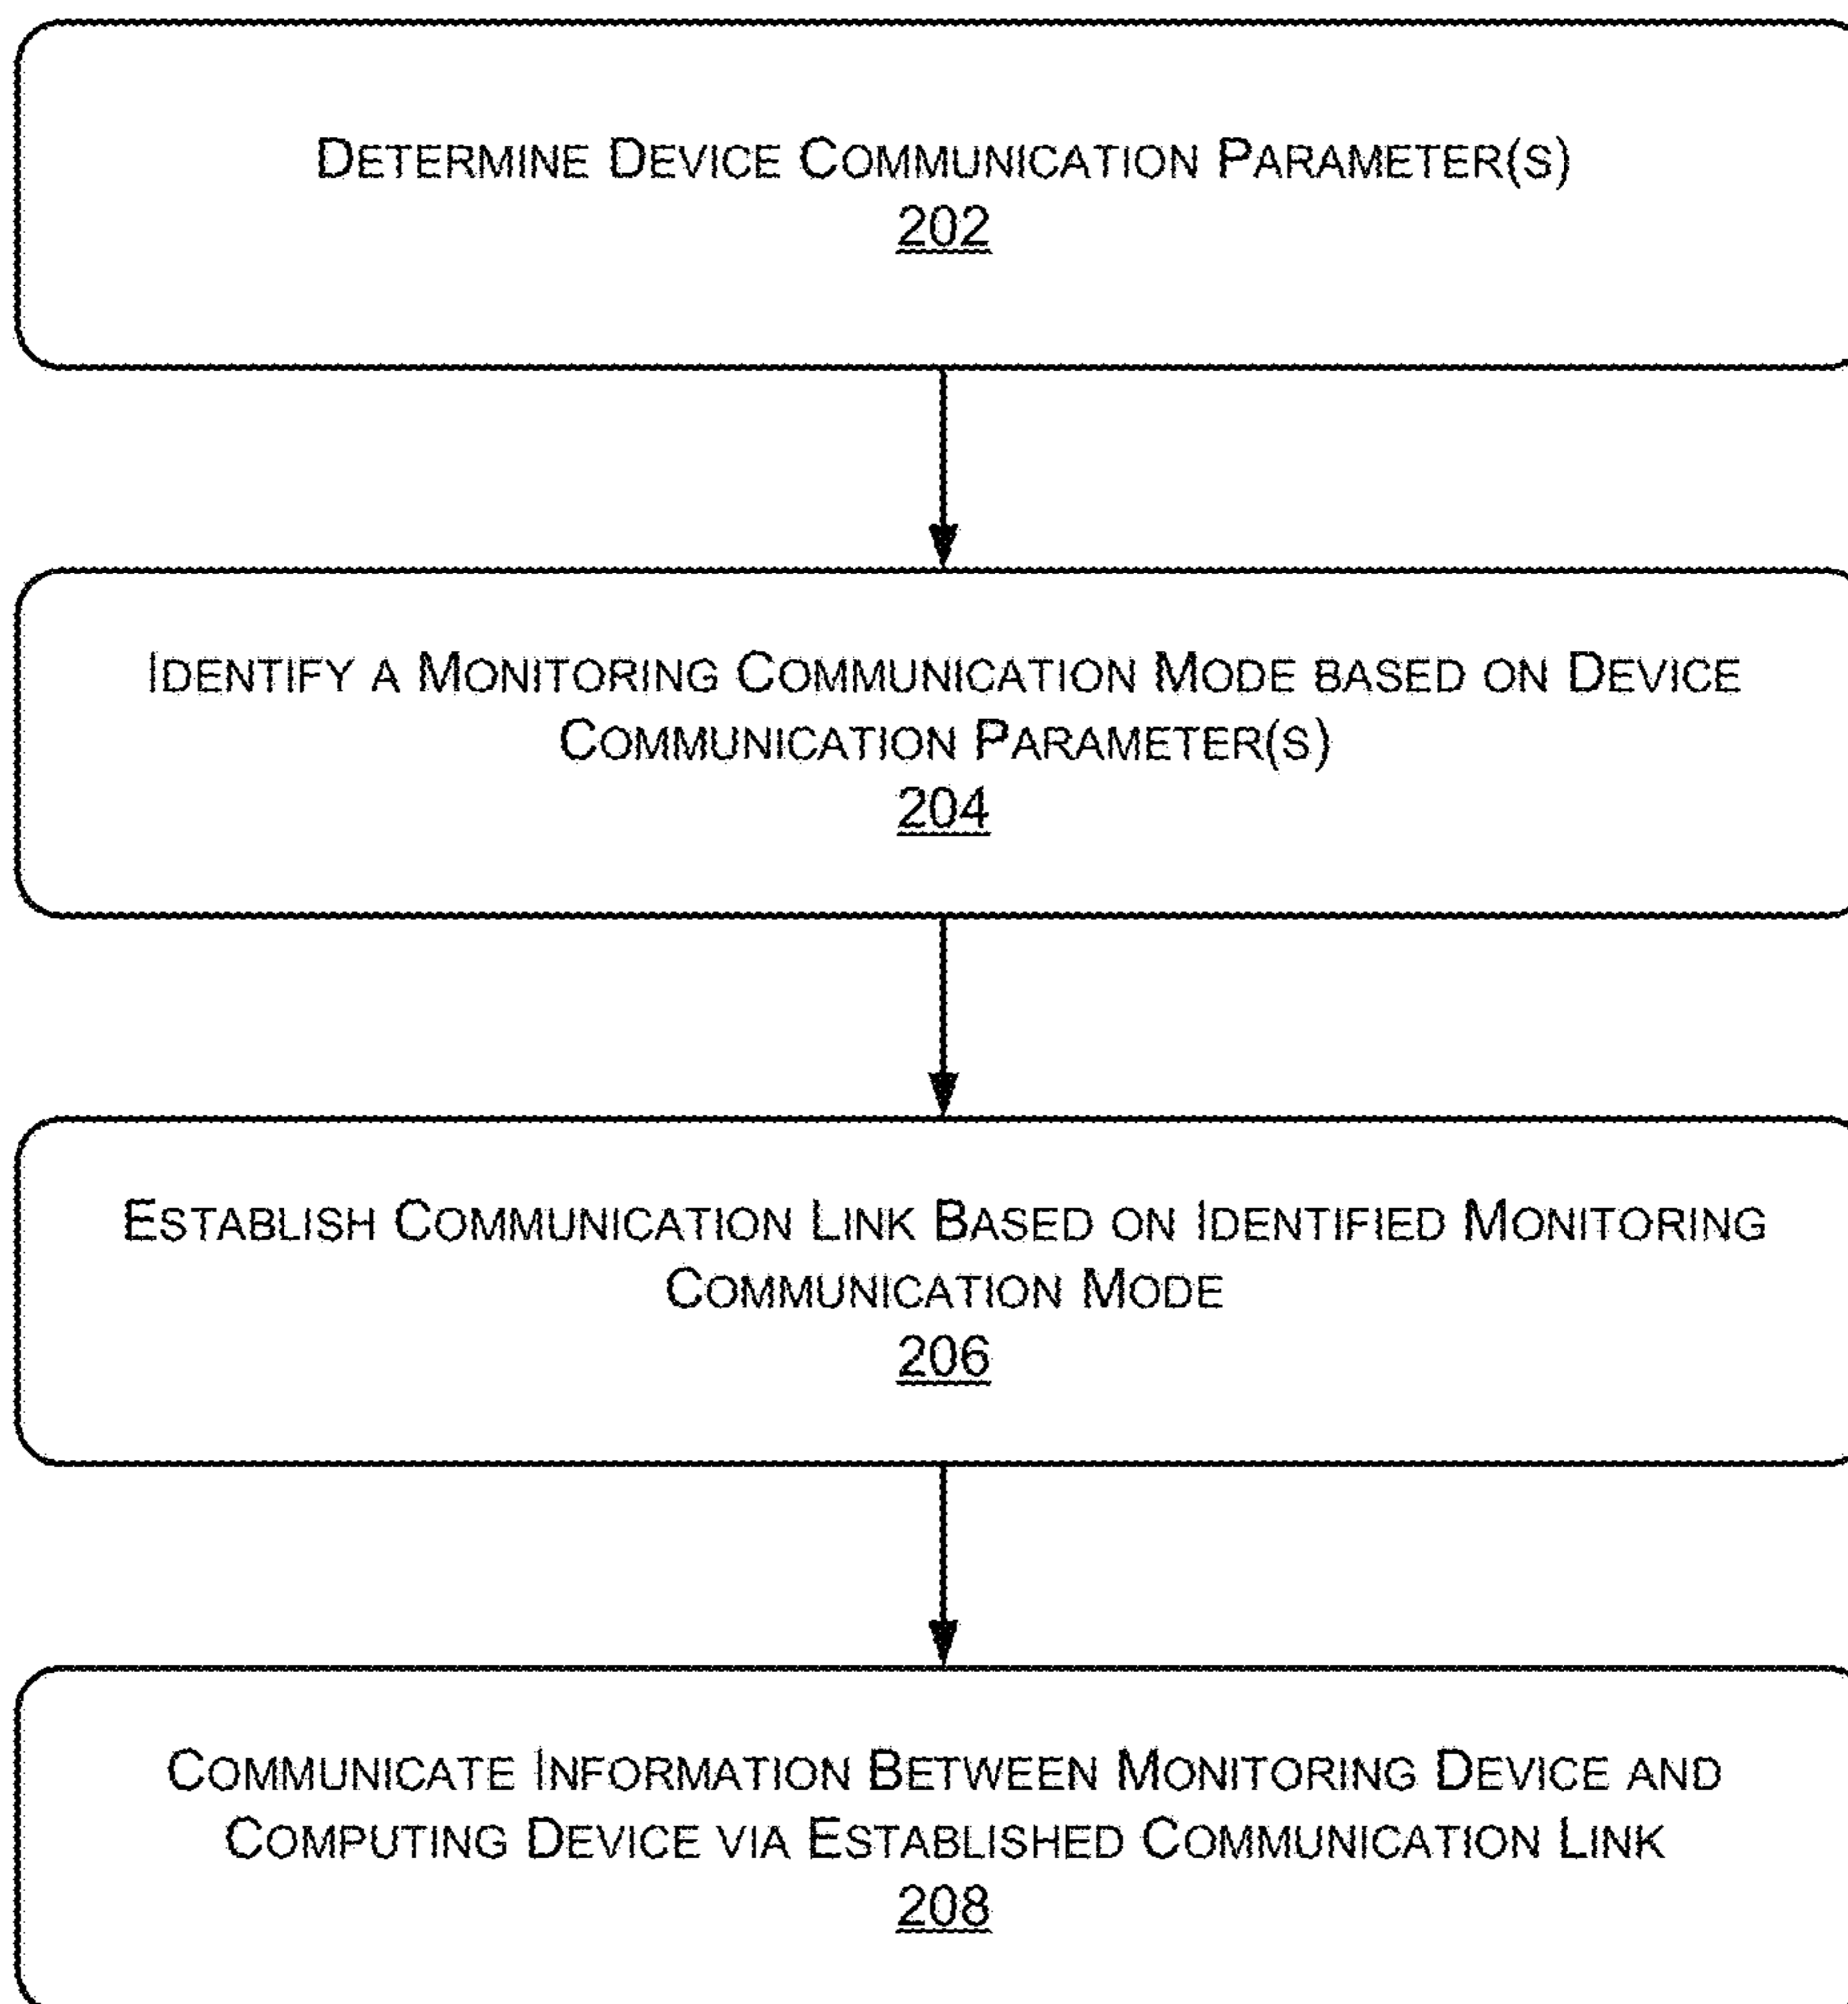 DETERMINE DEVICE COMMUNICATION PARAMETER(S)
202
IDENTIFY A MONITORING COMMUNICATION MODE BASED ON DEVICE
COMMUNICATION PARAMETER(S)
204
ESTABLISH COMMUNICATION LINK BASED ON IDENTIFIED MONITORING
COMMUNICATION MODE
206
COMMUNICATE INFORMATION BETWEEN MONITORING DEVICE AND
COMPUTING DEVICE VIA ESTABLISHED COMMUNICATION LINK
208